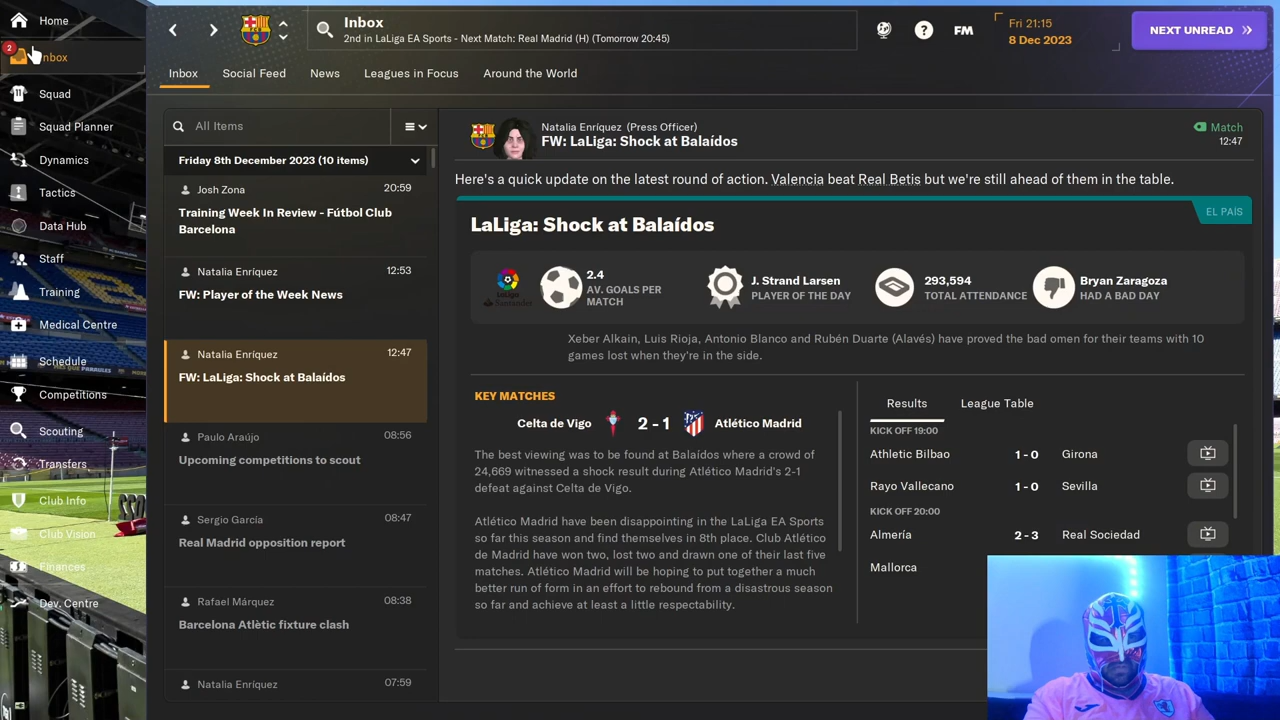 Home
2
Inbox
Squad
Squad Planner
Dynamics
Tactics
Data Hub
Staff
Training
Medical Centre
Schedule
Competitions
Scouting
Transfers
Club Info
Club Vision
Finances
Dev. Centre
Inbox
2nd in LaLiga EA Sports - Next Match: Real Madrid (H) (Tomorrow 20:45)
?
FM
Fri 21:15
8 Dec 2023
NEXT UNREAD
Inbox
Social Feed
News
Leagues in Focus
Around the World
All Items
Friday 8th December 2023 (10 items)
Josh Zona
20:59
Training Week In Review - Fútbol Club
Barcelona
Natalia Enríquez
12:53
FW: Player of the Week News
Natalia Enríquez
12:47
FW: LaLiga: Shock at Balaídos
Paulo Araújo
08:56
Upcoming competitions to scout
Sergio García
08:47
Real Madrid opposition report
Rafael Márquez
08:38
Barcelona Atlètic fixture clash
Natalia Enríquez
07:59
Natalia Enríquez (Press Officer)
FW: LaLiga: Shock at Balaídos
Match
12:47
Here's a quick update on the latest round of action. Valencia beat Real Betis but we're still ahead of them in the table.
EL PAÍS
LaLiga: Shock at Balaídos
2.4
AV. GOALS PER
MATCH
J. Strand Larsen
PLAYER OF THE DAY
293,594
TOTAL ATTENDANCE
Bryan Zaragoza
HAD A BAD DAY
Xeber Alkain, Luis Rioja, Antonio Blanco and Rubén Duarte (Alavés) have proved the bad omen for their teams with 10
games lost when they're in the side.
KEY MATCHES
Celta de Vigo 2 - 1 Atlético Madrid
The best viewing was to be found at Balaídos where a crowd of
24,669 witnessed a shock result during Atlético Madrid's 2-1
defeat against Celta de Vigo.
Atlético Madrid have been disappointing in the LaLiga EA Sports
so far this season and find themselves in 8th place. Club Atlético
de Madrid have won two, lost two and drawn one of their last five
matches. Atlético Madrid will be hoping to put together a much
better run of form in an effort to rebound from a disastrous season
so far and achieve at least a little respectability.
Results
League Table
KICK OFF 19:00
Athletic Bilbao 1 - 0 Girona
Rayo Vallecano 1 - 0 Sevilla
KICK OFF 20:00
Almería 2 - 3 Real Sociedad
Mallorca